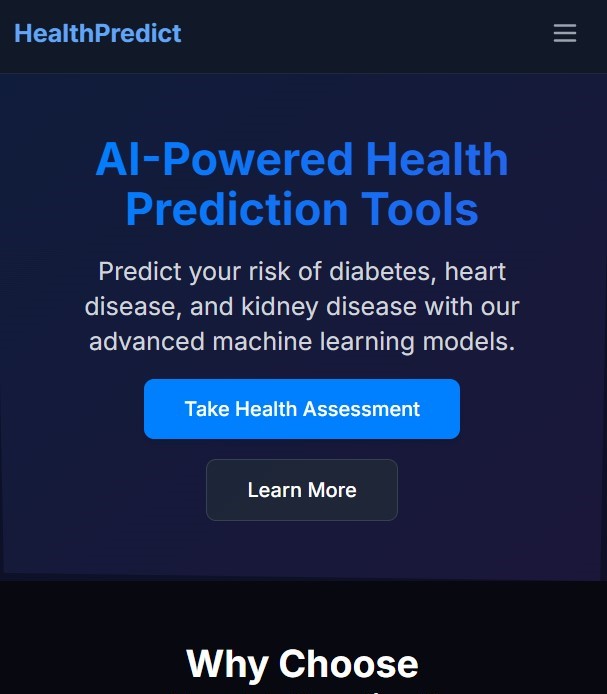 HealthPredict
AI-Powered Health
Prediction Tools
Predict your risk of diabetes, heart
disease, and kidney disease with our
advanced machine learning models.
Take Health Assessment
Learn More
Why Choose